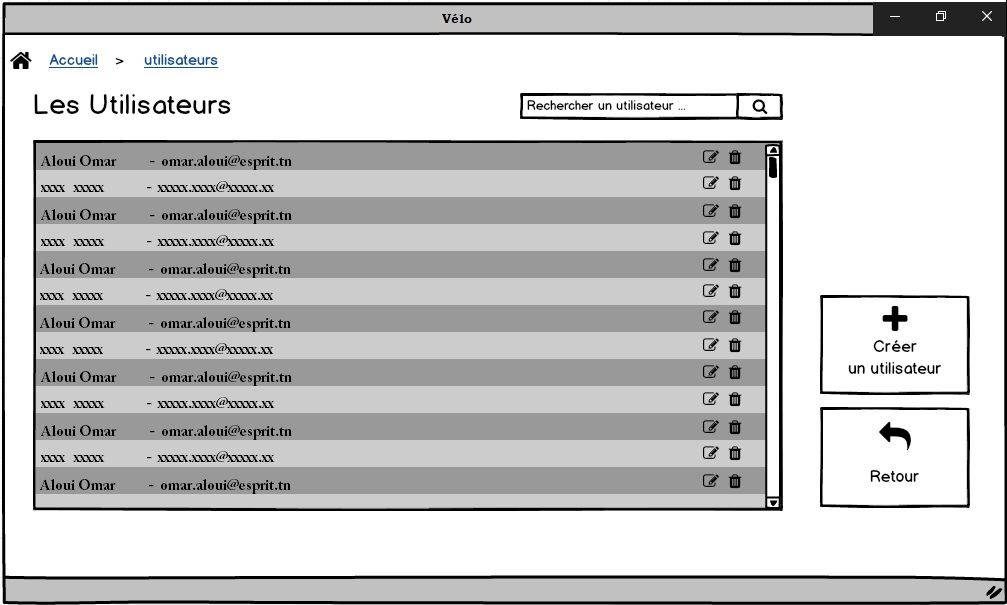 Vélo
Accueil > utilisateurs
Les Utilisateurs
Rechercher un utilisateur ...
Aloui Omar - omar.aloui@esprit.tn
xxxx xxxxx - xxxxx.xxxx@xxxxx.xx
Aloui Omar - omar.aloui@esprit.tn
xxxx xxxxx - xxxxx.xxxx@xxxxx.xx
Aloui Omar - omar.aloui@esprit.tn
xxxx xxxxx - xxxxx.xxxx@xxxxx.xx
Aloui Omar - omar.aloui@esprit.tn
xxxx xxxxx - xxxxx.xxxx@xxxxx.xx
Aloui Omar - omar.aloui@esprit.tn
xxxx xxxxx - xxxxx.xxxx@xxxxx.xx
Aloui Omar - omar.aloui@esprit.tn
xxxx xxxxx - xxxxx.xxxx@xxxxx.xx
Aloui Omar - omar.aloui@esprit.tn
Créer
un utilisateur
Retour